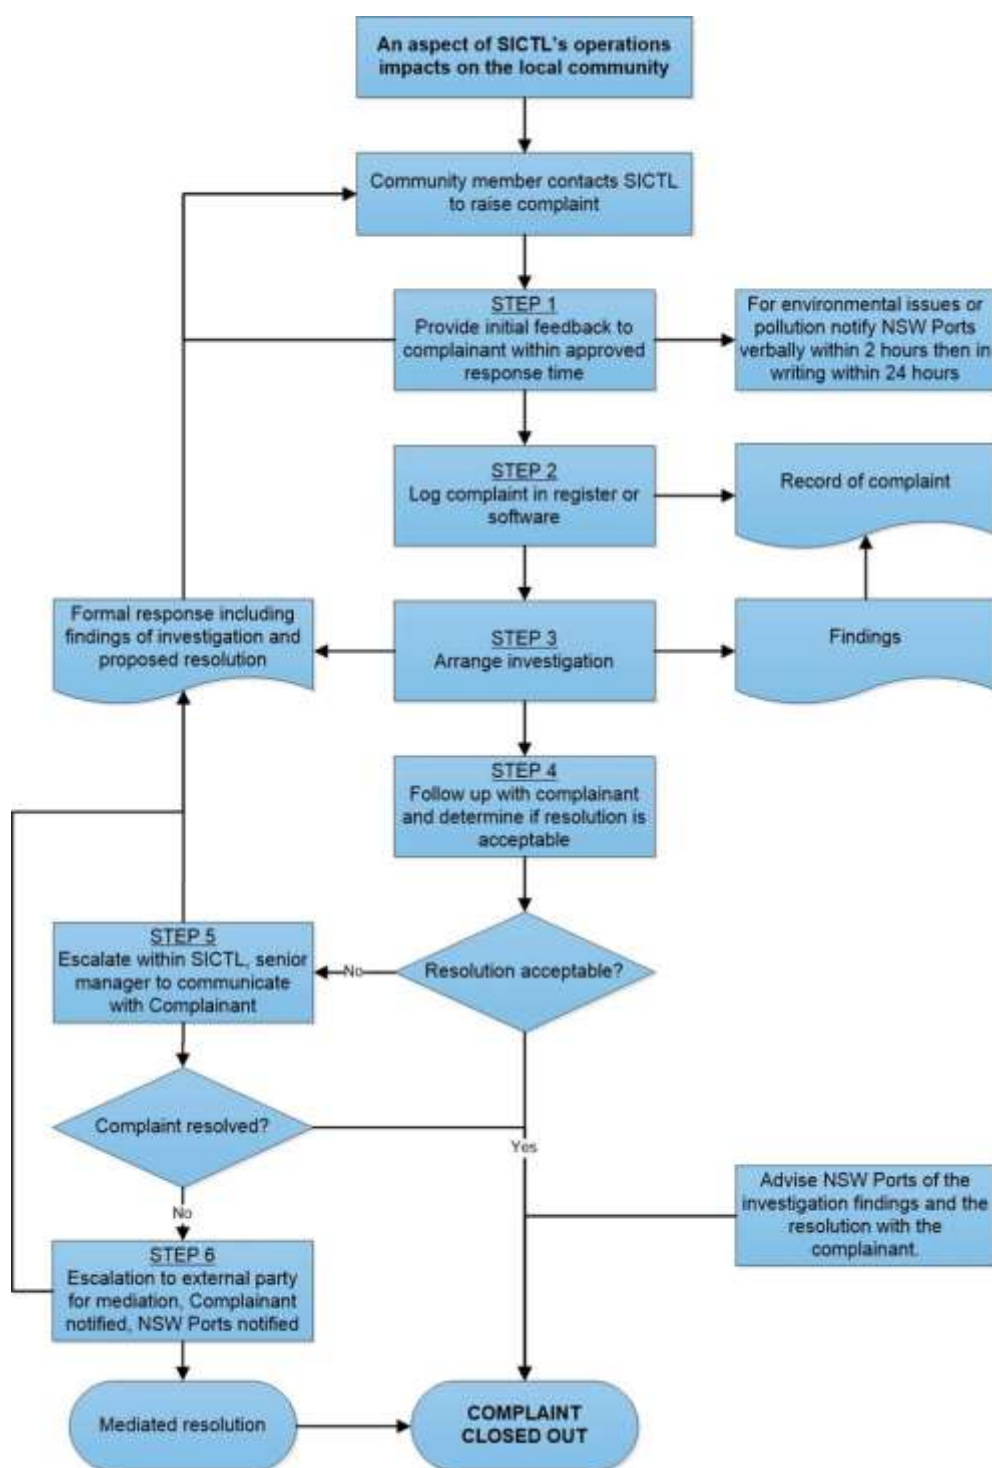 An aspect of SICTL's operations
impacts on the local community
Community member contacts SICTL
to raise complaint
STEP 1
Provide initial feedback to
complainant within approved
response time
For environmental issues or
pollution notify NSW Ports
verbally within 2 hours then in
writing within 24 hours
STEP 2
Log complaint in register or
software
Record of complaint
Formal response including
findings of investigation and
proposed resolution
STEP 3
Arrange investigation
Findings
STEP 4
Follow up with complainant
and determine if resolution is
acceptable
STEP 5
Escalate within SICTL, senior
manager to communicate
with Complainant
No
Resolution acceptable?
Complaint resolved?
Yes
Advise NSW Ports of the
investigation findings and the
resolution with the
complainant.
No
STEP 6
Escalation to external party
for mediation, Complainant
notified, NSW Ports notified
Mediated resolution
COMPLAINT
CLOSED OUT